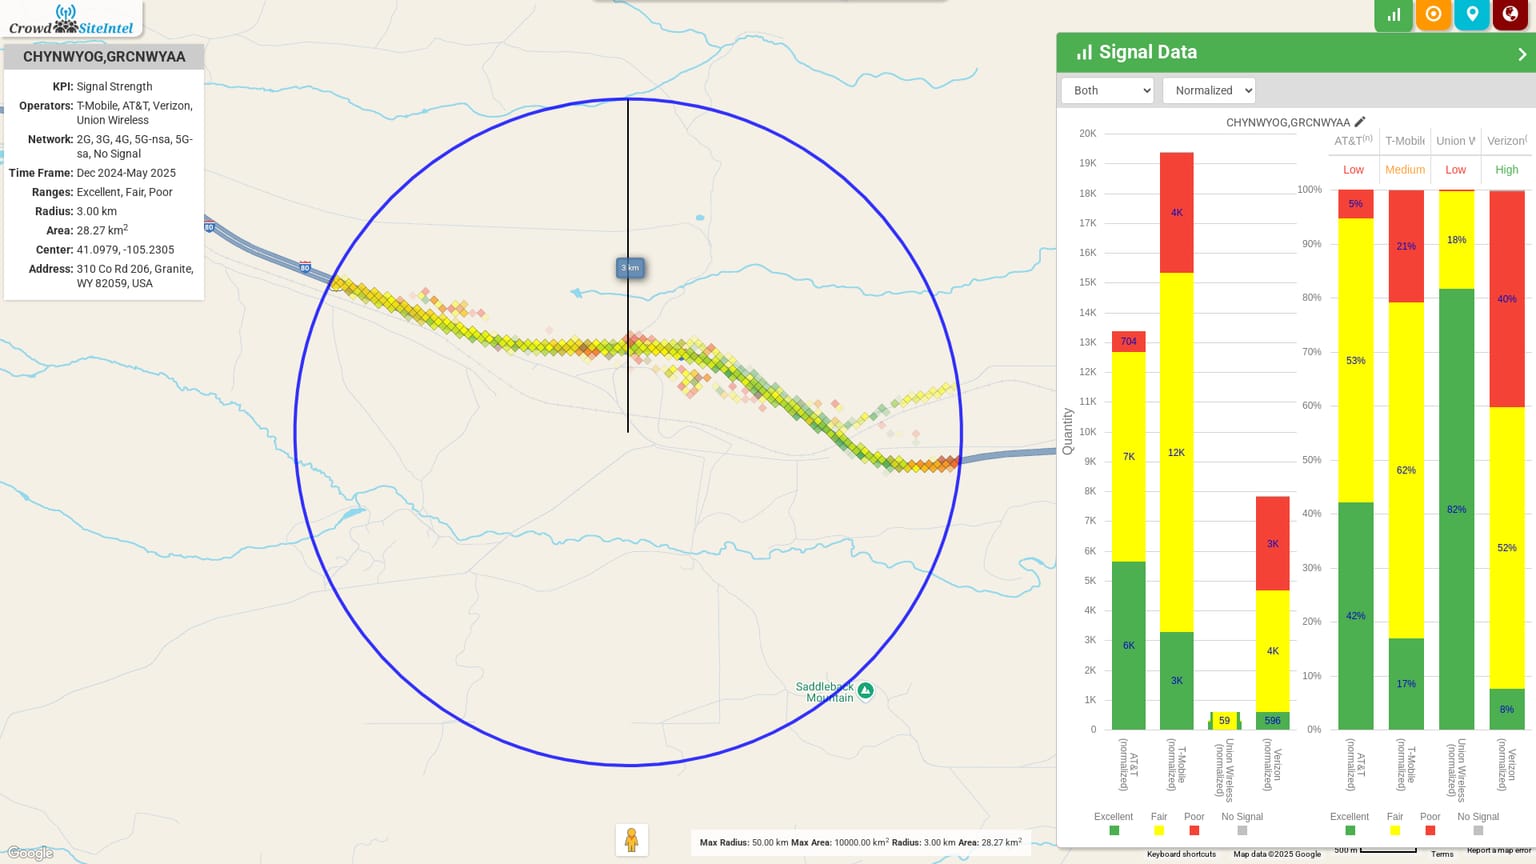 Crowd SiteIntel
CHYNWYOG,GRCNWYAA
KPI: Signal Strength
Operators: T-Mobile, AT&T, Verizon,
Union Wireless
Network: 2G, 3G, 4G, 5G-nsa, 5G-
sa, No Signal
Time Frame: Dec 2024-May 2025
Ranges: Excellent, Fair, Poor
Radius: 3.00 km
Area: 28.27 km2
Center: 41.0979, -105.2305
Address: 310 Co Rd 206, Granite,
WY 82059, USA
80
80
3 km
Saddleback
Mountain
Google
Max Radius: 50.00 km Max Area: 10000.00 km2 Radius: 3.00 km Area: 28.27 km2
Signal Data
Both
Normalized
CHYNWYOG,GRCNWYAA
Quantity
20K
19K
18K
17K
16K
15K
14K
13K
12K
11K
10K
9K
8K
7K
6K
5K
4K
3K
2K
1K
0
704
7K
6K
4K
12K
3K
59
3K
4K
596
AT&T
(normalized)
T-Mobile
(normalized)
Union Wireless
(normalized)
Verizon
(normalized)
Excellent Fair Poor No Signal
AT&T(n) T-Mobile Union W Verizon(
Low Medium Low High
100%
90%
80%
70%
60%
50%
40%
30%
20%
10%
0%
5%
53%
42%
21%
62%
17%
18%
82%
40%
52%
8%
AT&T
(normalized)
T-Mobile
(normalized)
Union Wireless
(normalized)
Verizon
(normalized)
Excellent Fair Poor No Signal
Keyboard shortcuts Map data ©2025 Google 500 m Terms Report a map error